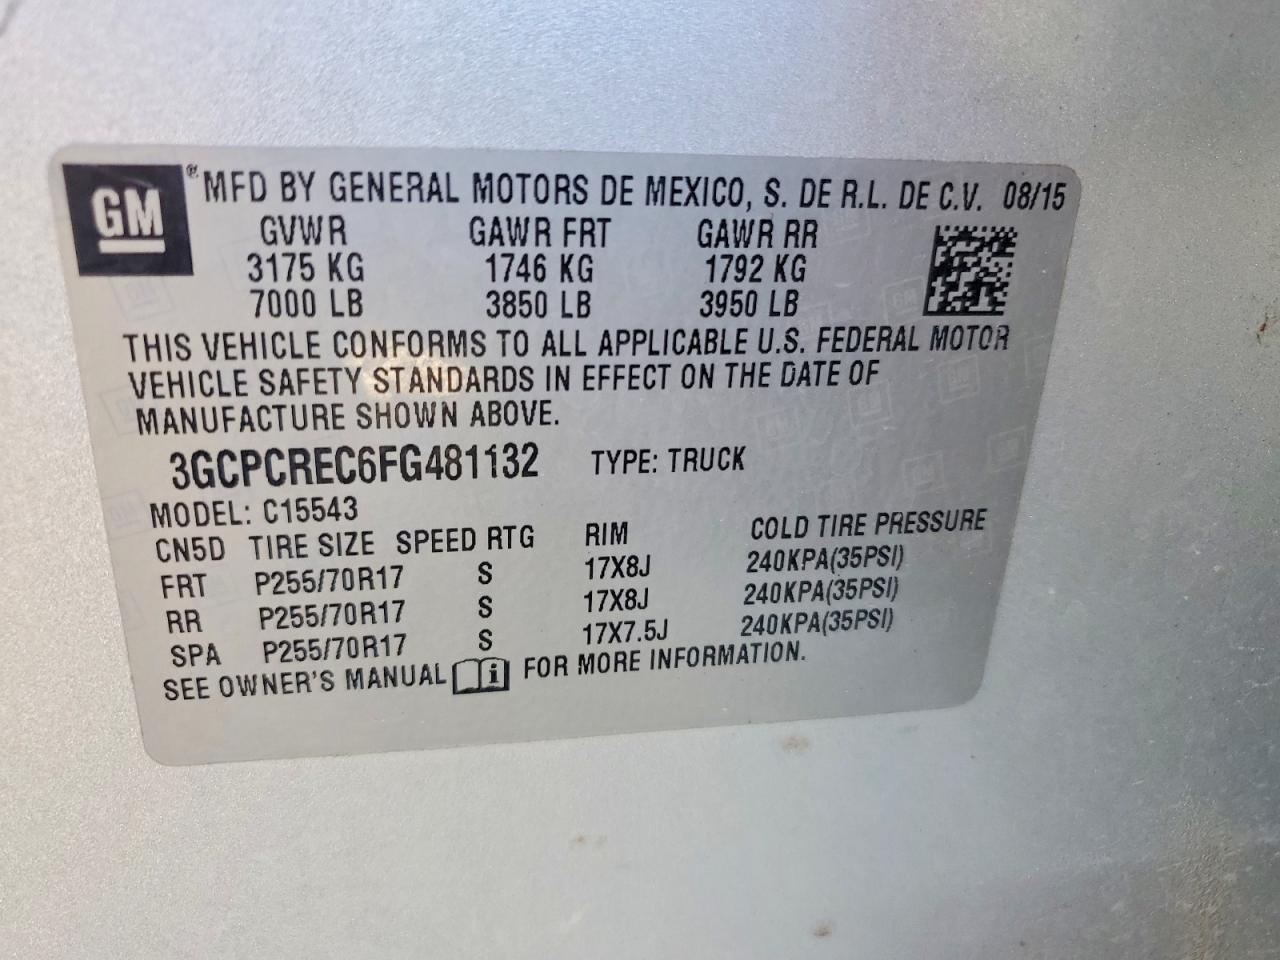 GM ® MFD BY GENERAL MOTORS DE MEXICO, S. DE R.L. DE C.V. 08/15
GVWR GAWR FRT GAWR RR
3175 KG 1746 KG 1792 KG
7000 LB 3850 LB 3950 LB
THIS VEHICLE CONFORMS TO ALL APPLICABLE U.S. FEDERAL MOTOR
VEHICLE SAFETY STANDARDS IN EFFECT ON THE DATE OF
MANUFACTURE SHOWN ABOVE.
3GCPCREC6FG481132 TYPE: TRUCK
MODEL: C15543
CN5D TIRE SIZE SPEED RTG RIM COLD TIRE PRESSURE
FRT P255/70R17 S 17X8J 240KPA(35PSI)
RR P255/70R17 S 17X8J 240KPA(35PSI)
SPA P255/70R17 S 17X7.5J 240KPA(35PSI)
SEE OWNER'S MANUAL i FOR MORE INFORMATION.